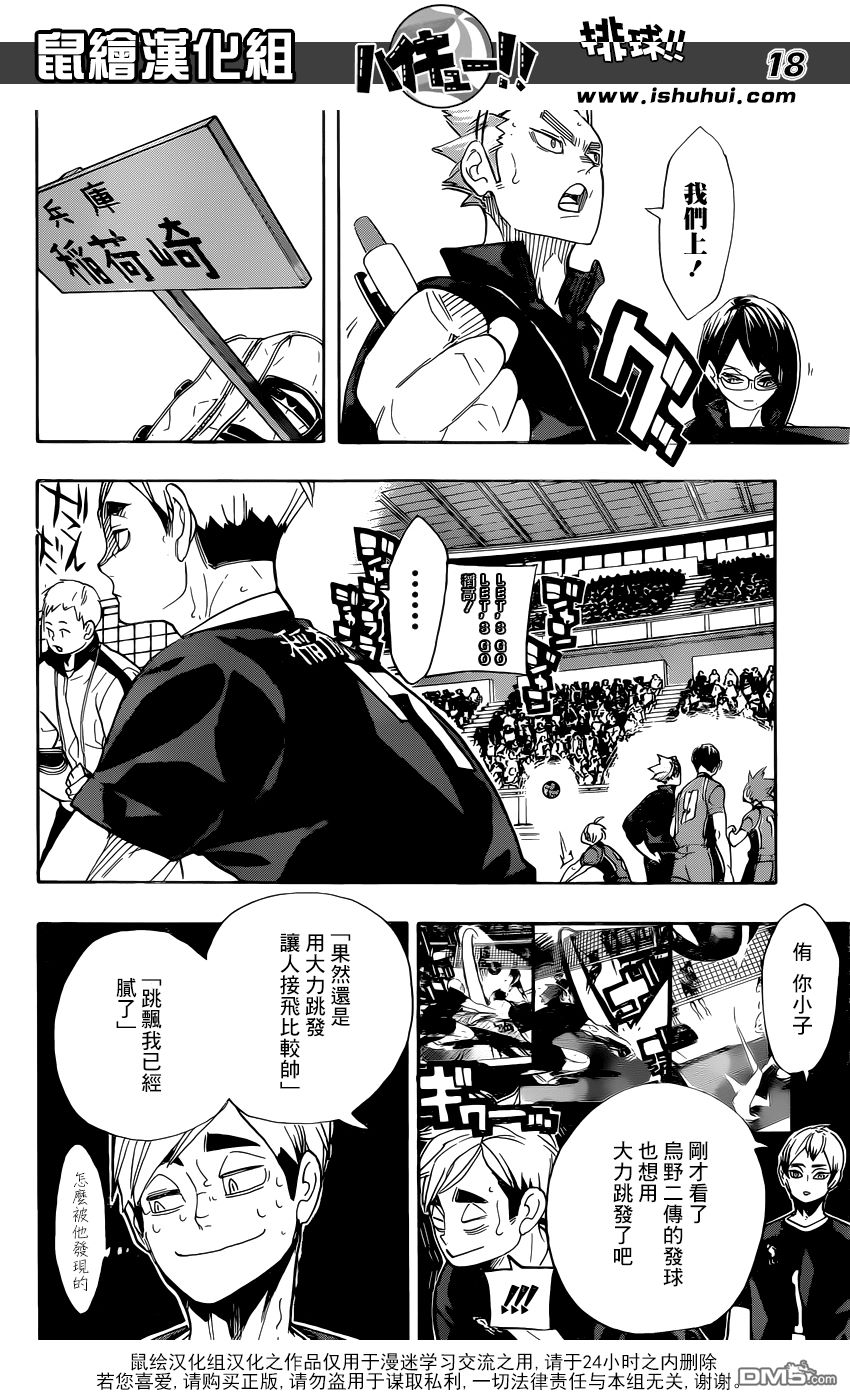 鼠繪漢化組
ハイキュー!!
排球!!
18
www.ishuhui.com
我們上！
グッ
兵庫
稲荷崎
LET,S GO
LET,S GO
稻高！
………
稲荷
侑 你小子
剛才看了
烏野二傳的發球
也想用
大力跳發了吧
ギクー
!!!
「果然還是
用大力跳發
讓人接飛比較帥」
「跳飄我已經
膩了」
怎麼被他發現的
鼠绘汉化组汉化之作品仅用于漫迷学习交流之用, 请于24小时之内删除
若您喜爱, 请购买正版, 请勿盗用于谋取私利, 一切法律责任与本组无关, 谢谢。
DM5.com